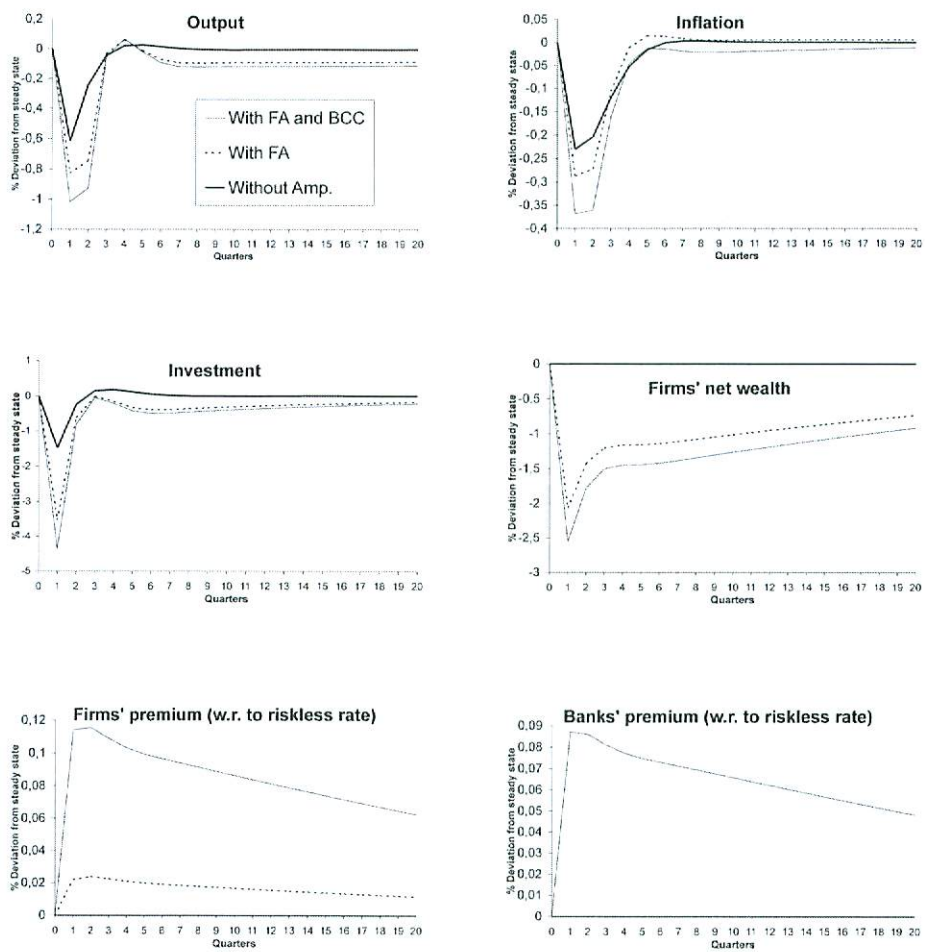 Output
0,2
0
-0,2
-0,4
-0,6
-0,8
-1
-1,2
% Deviation from steady state
With FA and BCC
With FA
Without Amp.
0 1 2 3 4 5 6 7 8 9 10 11 12 13 14 15 16 17 18 19 20
Quarters
Inflation
0,05
0
-0,05
-0,1
-0,15
-0,2
-0,25
-0,3
-0,35
-0,4
% Deviation from steady state
0 1 2 3 4 5 6 7 8 9 10 11 12 13 14 15 16 17 18 19 20
Quarters
Investment
1
0
-1
-2
-3
-4
-5
% Deviation from steady state
0 1 2 3 4 5 6 7 8 9 10 11 12 13 14 15 16 17 18 19 20
Quarters
Firms' net wealth
0
-0,5
-1
-1,5
-2
-2,5
-3
% Deviation from steady state
0 1 2 3 4 5 6 7 8 9 10 11 12 13 14 15 16 17 18 19 20
Quarters
Firms' premium (w.r. to riskless rate)
0,12
0,1
0,08
0,06
0,04
0,02
0
% Deviation from steady state
0 1 2 3 4 5 6 7 8 9 10 11 12 13 14 15 16 17 18 19 20
Quarters
Banks' premium (w.r. to riskless rate)
0,09
0,08
0,07
0,06
0,05
0,04
0,03
0,02
0,01
0
% Deviation from steady state
0 1 2 3 4 5 6 7 8 9 10 11 12 13 14 15 16 17 18 19 20
Quarters